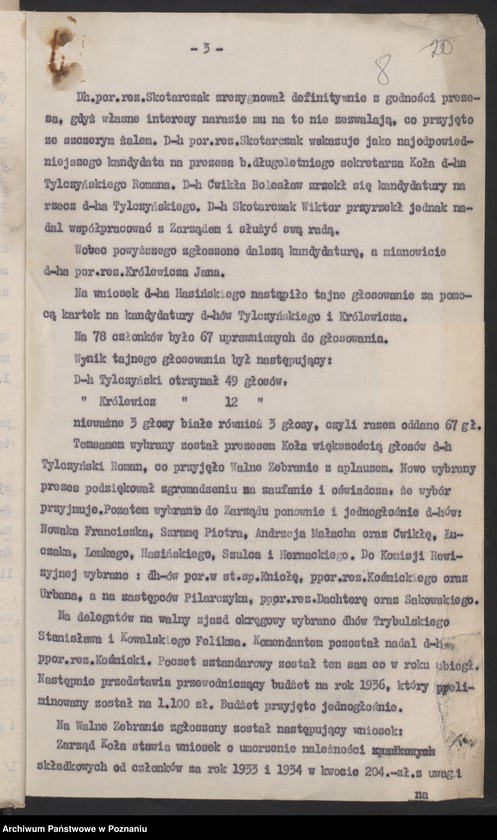 - 3 -
8 20
Dh.por.rez.Skotarczak zrezygnował definitywnie z godności preze-
sa, gdyż własne interesy narazie mu na to nie zezwalają, co przyjęto
ze szczerym żalem. D-h por.rez.Skotarczak wskazuje jako najodpowied-
niejszego kandydata na prezesa b.długoletniego sekretarza Koła d-ha
Tylczyńskiego Romana. D-h Cwikła Bolesław zrzekł się kandydatury na
rzecz d-ha Tylczyńskiego. D-h Skotarczak Wiktor przyrzekł jednak na-
dal współpracować z Zarządem i służyć swą radą.
Wobec powyższego zgłoszono dalszą kandydaturę, a mianowicie
d-ha por.rez.Królewicza Jana.
Na wniosek d-ha Hasińskiego nastąpiło tajne głosowanie za pomo-
cą kartek na kandydatury d-hów Tylczyńskiego i Królewicza.
Na 78 członków było 67 uprawnionych do głosowania.
Wynik tajnego głosowania był następujący:
D-h Tylczyński otrzymał 49 głosów,
" Królewicz " 12 "
nieważne 3 głosy białe również 3 głosy, czyli razem oddano 67 gł.
Temsamem wybrany został prezesem Koła większością głosów d-h
Tylczyński Roman, co przyjęło Walne Zebranie z aplauzem. Nowo wybrany
prezes podziękował zgromadzeniu za zaufanie i oświadcza, że wybór
przyjmuje.Pozatem wybrano do Zarządu ponownie i jednogłośnie d-hów:
Nowaka Franciszka, Saranę Piotra, Andrzeja Małacha oraz Cwikłę, Łu-
czaka, Lemkego, Hasińskiego, Szulca i Hernackiego. Do Komisji Rewi-
zyjnej wybrano : dh-ów por.w st.sp.Kniołę, ppor.rez.Kośmickiego oraz
Urbana, a na zastępców Pilarczyka, ppor.rez.Dachterę oraz Sakowskiego.
Na delegatów na walny zjazd okręgowy wybrano dhów Trybulskiego
Stanisława i Kowalskiego Feliksa. Komendantem pozostał nadal d-h
ppor.rez.Kośmicki. Poczet sztandarowy został ten sam co w roku ubiegł.
Następnie przedstawia przewodniczący budżet na rok 1936, który preli-
minowany został na 1.100 zł. Budżet przyjęto jednogłośnie.
Na Walne Zebranie zgłoszony został następujący wniosek:
Zarząd Koła stawia wniosek o umorzenie należności
składkowych od członków za rok 1933 i 1934 w kwocie 204.-zł.z uwagi
na
Archiwum Państwowe w Poznaniu